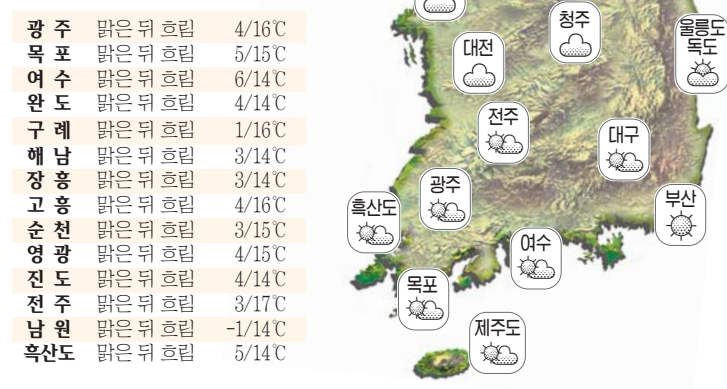 광 주 맑은 뒤 흐림 4/16℃
목 포 맑은 뒤 흐림 5/15℃
여 수 맑은 뒤 흐림 6/14℃
완 도 맑은 뒤 흐림 4/14℃
구 례 맑은 뒤 흐림 1/16℃
해 남 맑은 뒤 흐림 3/14℃
장 흥 맑은 뒤 흐림 3/14℃
고 흥 맑은 뒤 흐림 4/16℃
순 천 맑은 뒤 흐림 3/15℃
영 광 맑은 뒤 흐림 4/15℃
진 도 맑은 뒤 흐림 4/14℃
전 주 맑은 뒤 흐림 3/17℃
남 원 맑은 뒤 흐림 -1/14℃
흑산도 맑은 뒤 흐림 5/14℃
청주
울릉도
독도
대전
전주
대구
광주
흑산도
부산
여수
목포
제주도